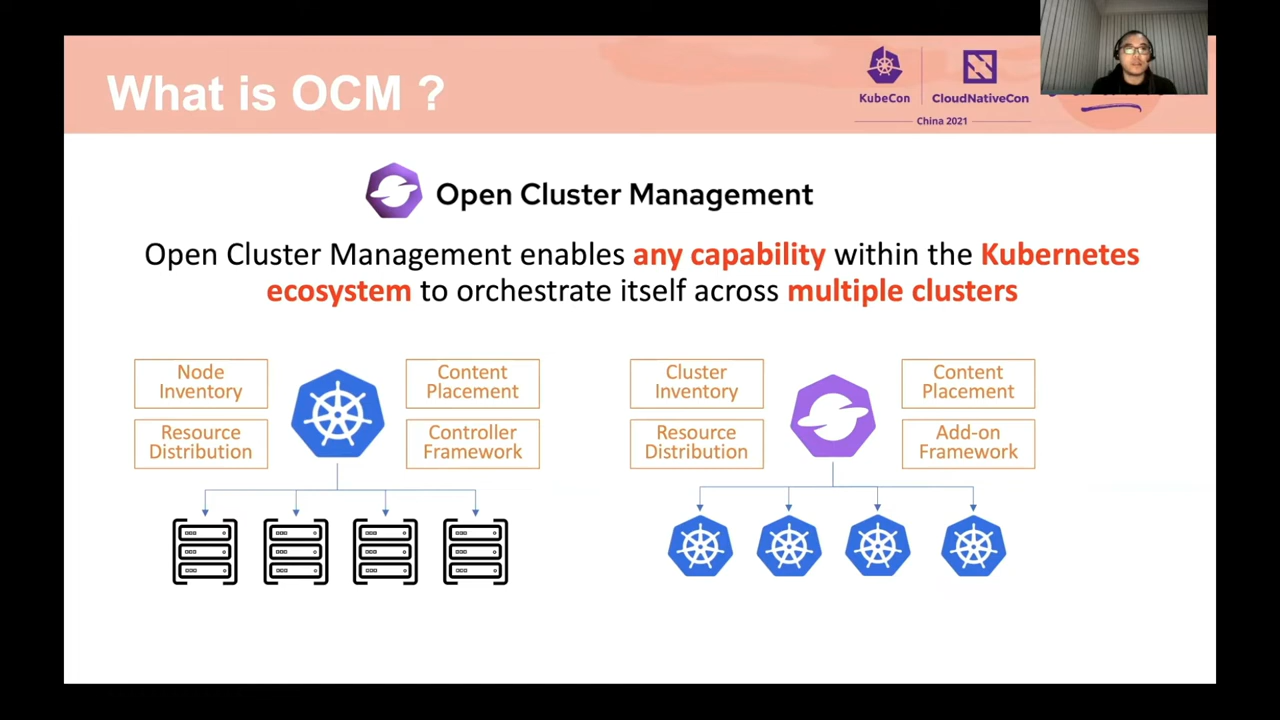 What is OCM ?
KubeCon
CloudNativeCon
China 2021
Open Cluster Management
Open Cluster Management enables any capability within the Kubernetes
ecosystem to orchestrate itself across multiple clusters
Node
Inventory
Content
Placement
Resource
Distribution
Controller
Framework
Cluster
Inventory
Content
Placement
Resource
Distribution
Add-on
Framework